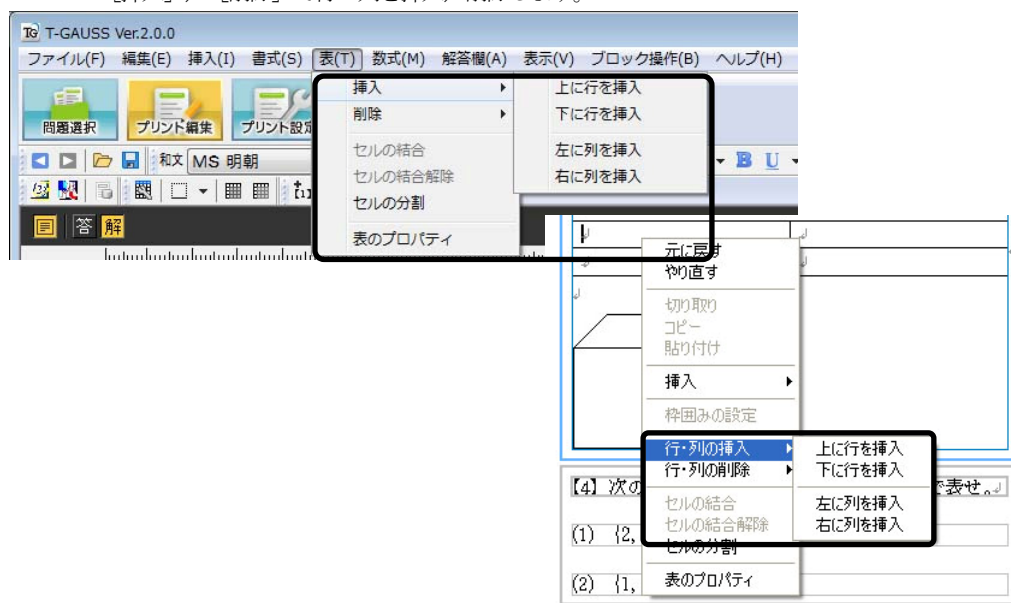 T-GAUSS Ver.2.0.0
ファイル(F) 編集(E) 挿入(I) 書式(S) 表(T) 数式(M) 解答欄(A) 表示(V) ブロック操作(B) ヘルプ(H)
問題選択 プリント編集 プリント設定
和文 MS 明朝 B U
挿入
削除
セルの結合
セルの結合解除
セルの分割
表のプロパティ
上に行を挿入
下に行を挿入
左に列を挿入
右に列を挿入
答 解
元に戻す
やり直す
切り取り
コピー
貼り付け
挿入
枠囲みの設定
行・列の挿入
行・列の削除
セルの結合
セルの結合解除
セルの分割
表のプロパティ
上に行を挿入
下に行を挿入
左に列を挿入
右に列を挿入
【4】 次の で表せ。
(1) {2,
(2) {1,